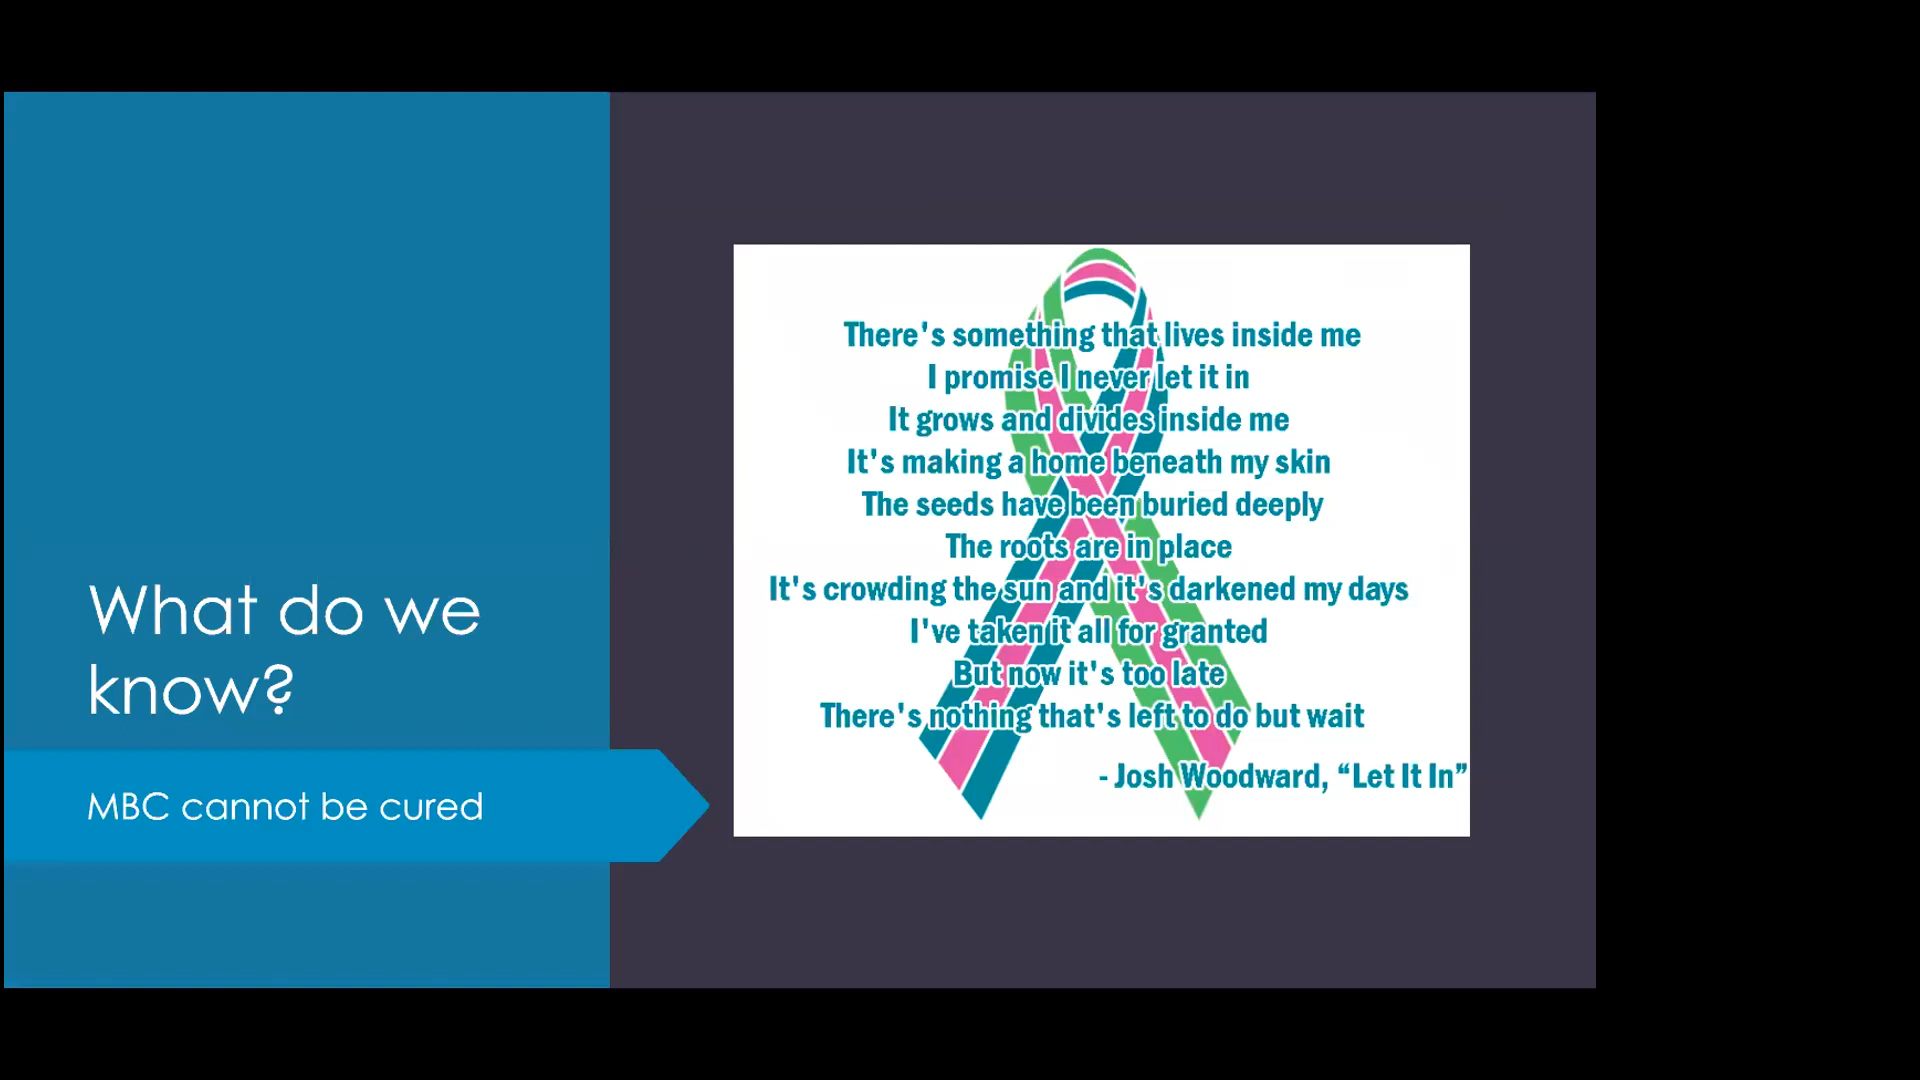 What do we
know?
MBC cannot be cured
There's something that lives inside me
I promise I never let it in
It grows and divides inside me
It's making a home beneath my skin
The seeds have been buried deeply
The roots are in place
It's crowding the sun and it's darkened my days
I've taken it all for granted
But now it's too late
There's nothing that's left to do but wait
- Josh Woodward, “Let It In”